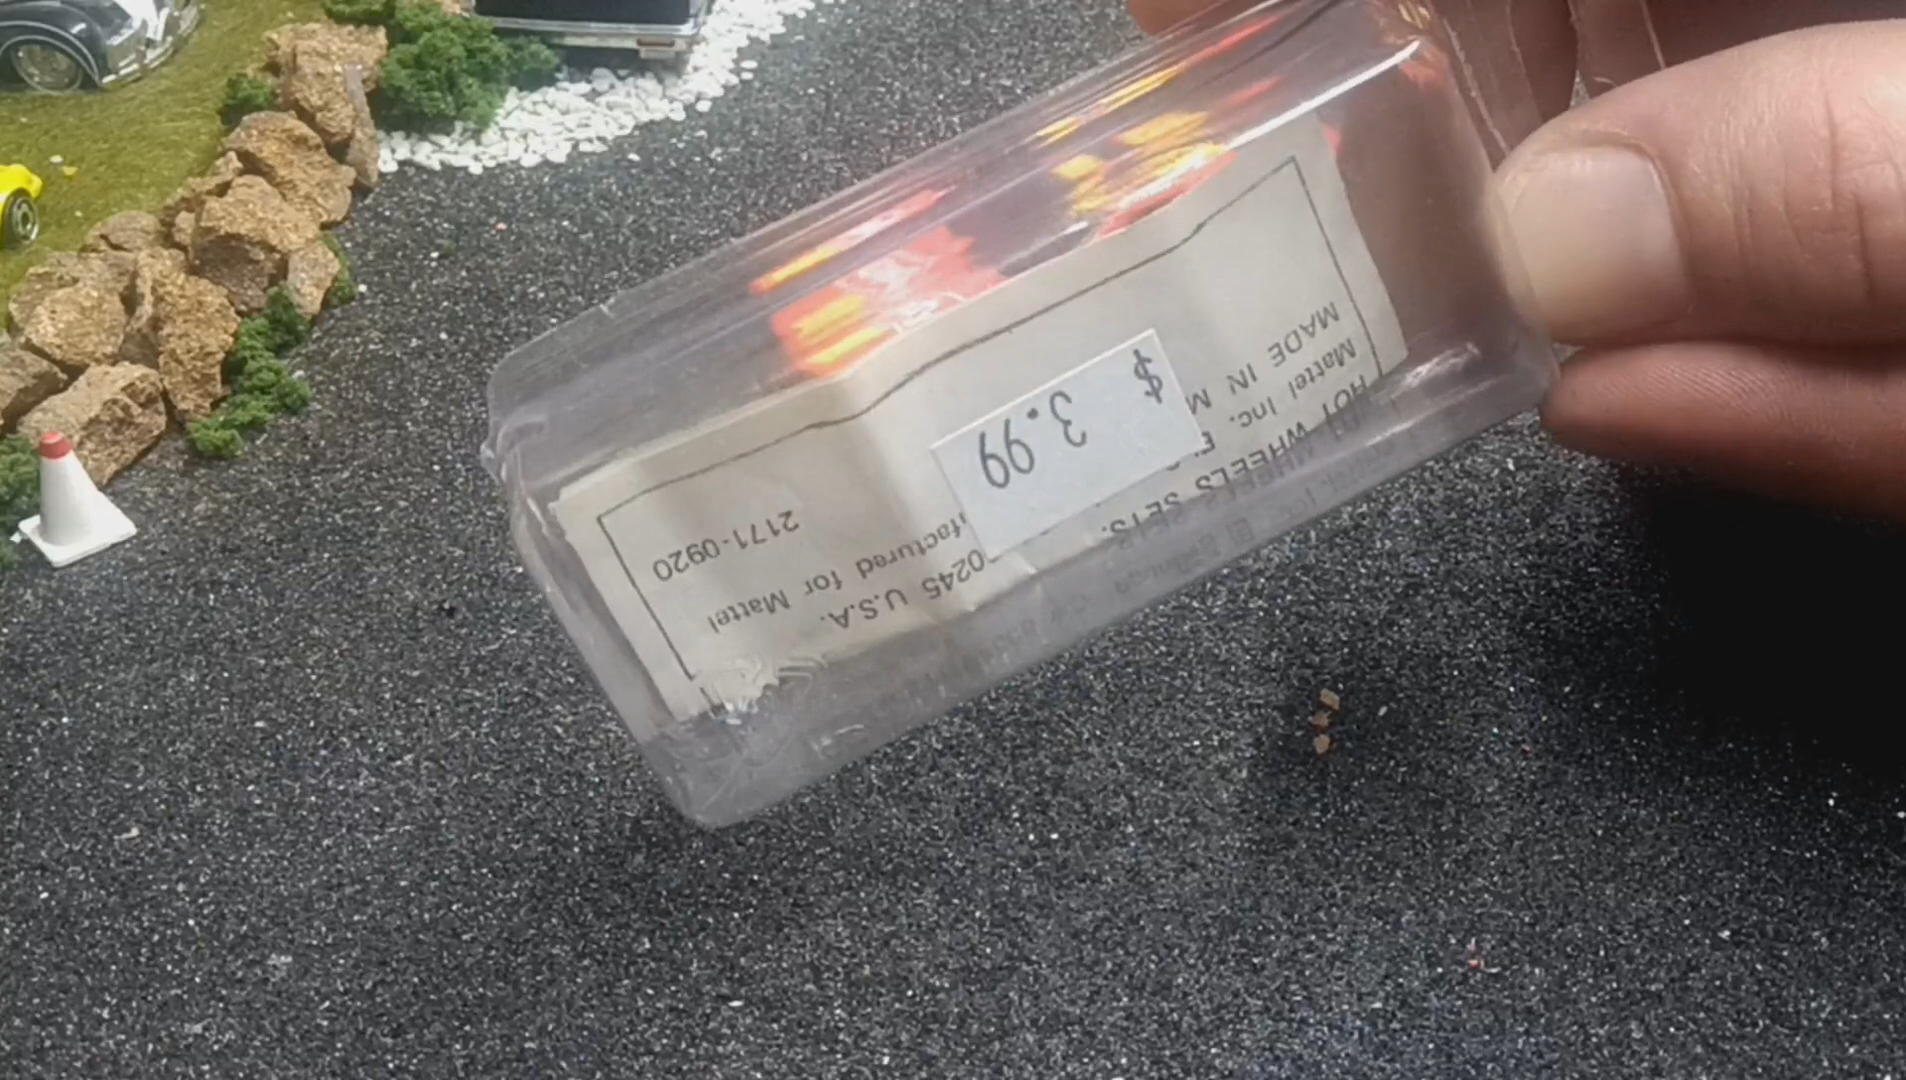 HOT WHEELS SETS.
Mattel Inc. E 0245 U.S.A.
MADE IN M factured for Mattel
2171-0920
$ 3.99